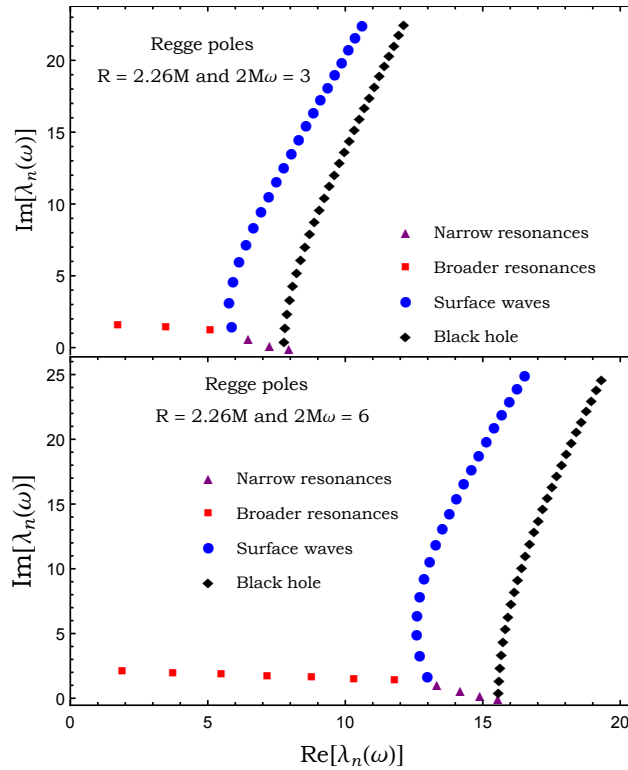 Regge poles
R = 2.26M and 2Mω = 3
Im[λₙ(ω)]
20
15
10
5
0
Narrow resonances
Broader resonances
Surface waves
Black hole
Regge poles
R = 2.26M and 2Mω = 6
Im[λₙ(ω)]
25
20
15
10
5
0
Narrow resonances
Broader resonances
Surface waves
Black hole
0 5 10 15 20
Re[λₙ(ω)]